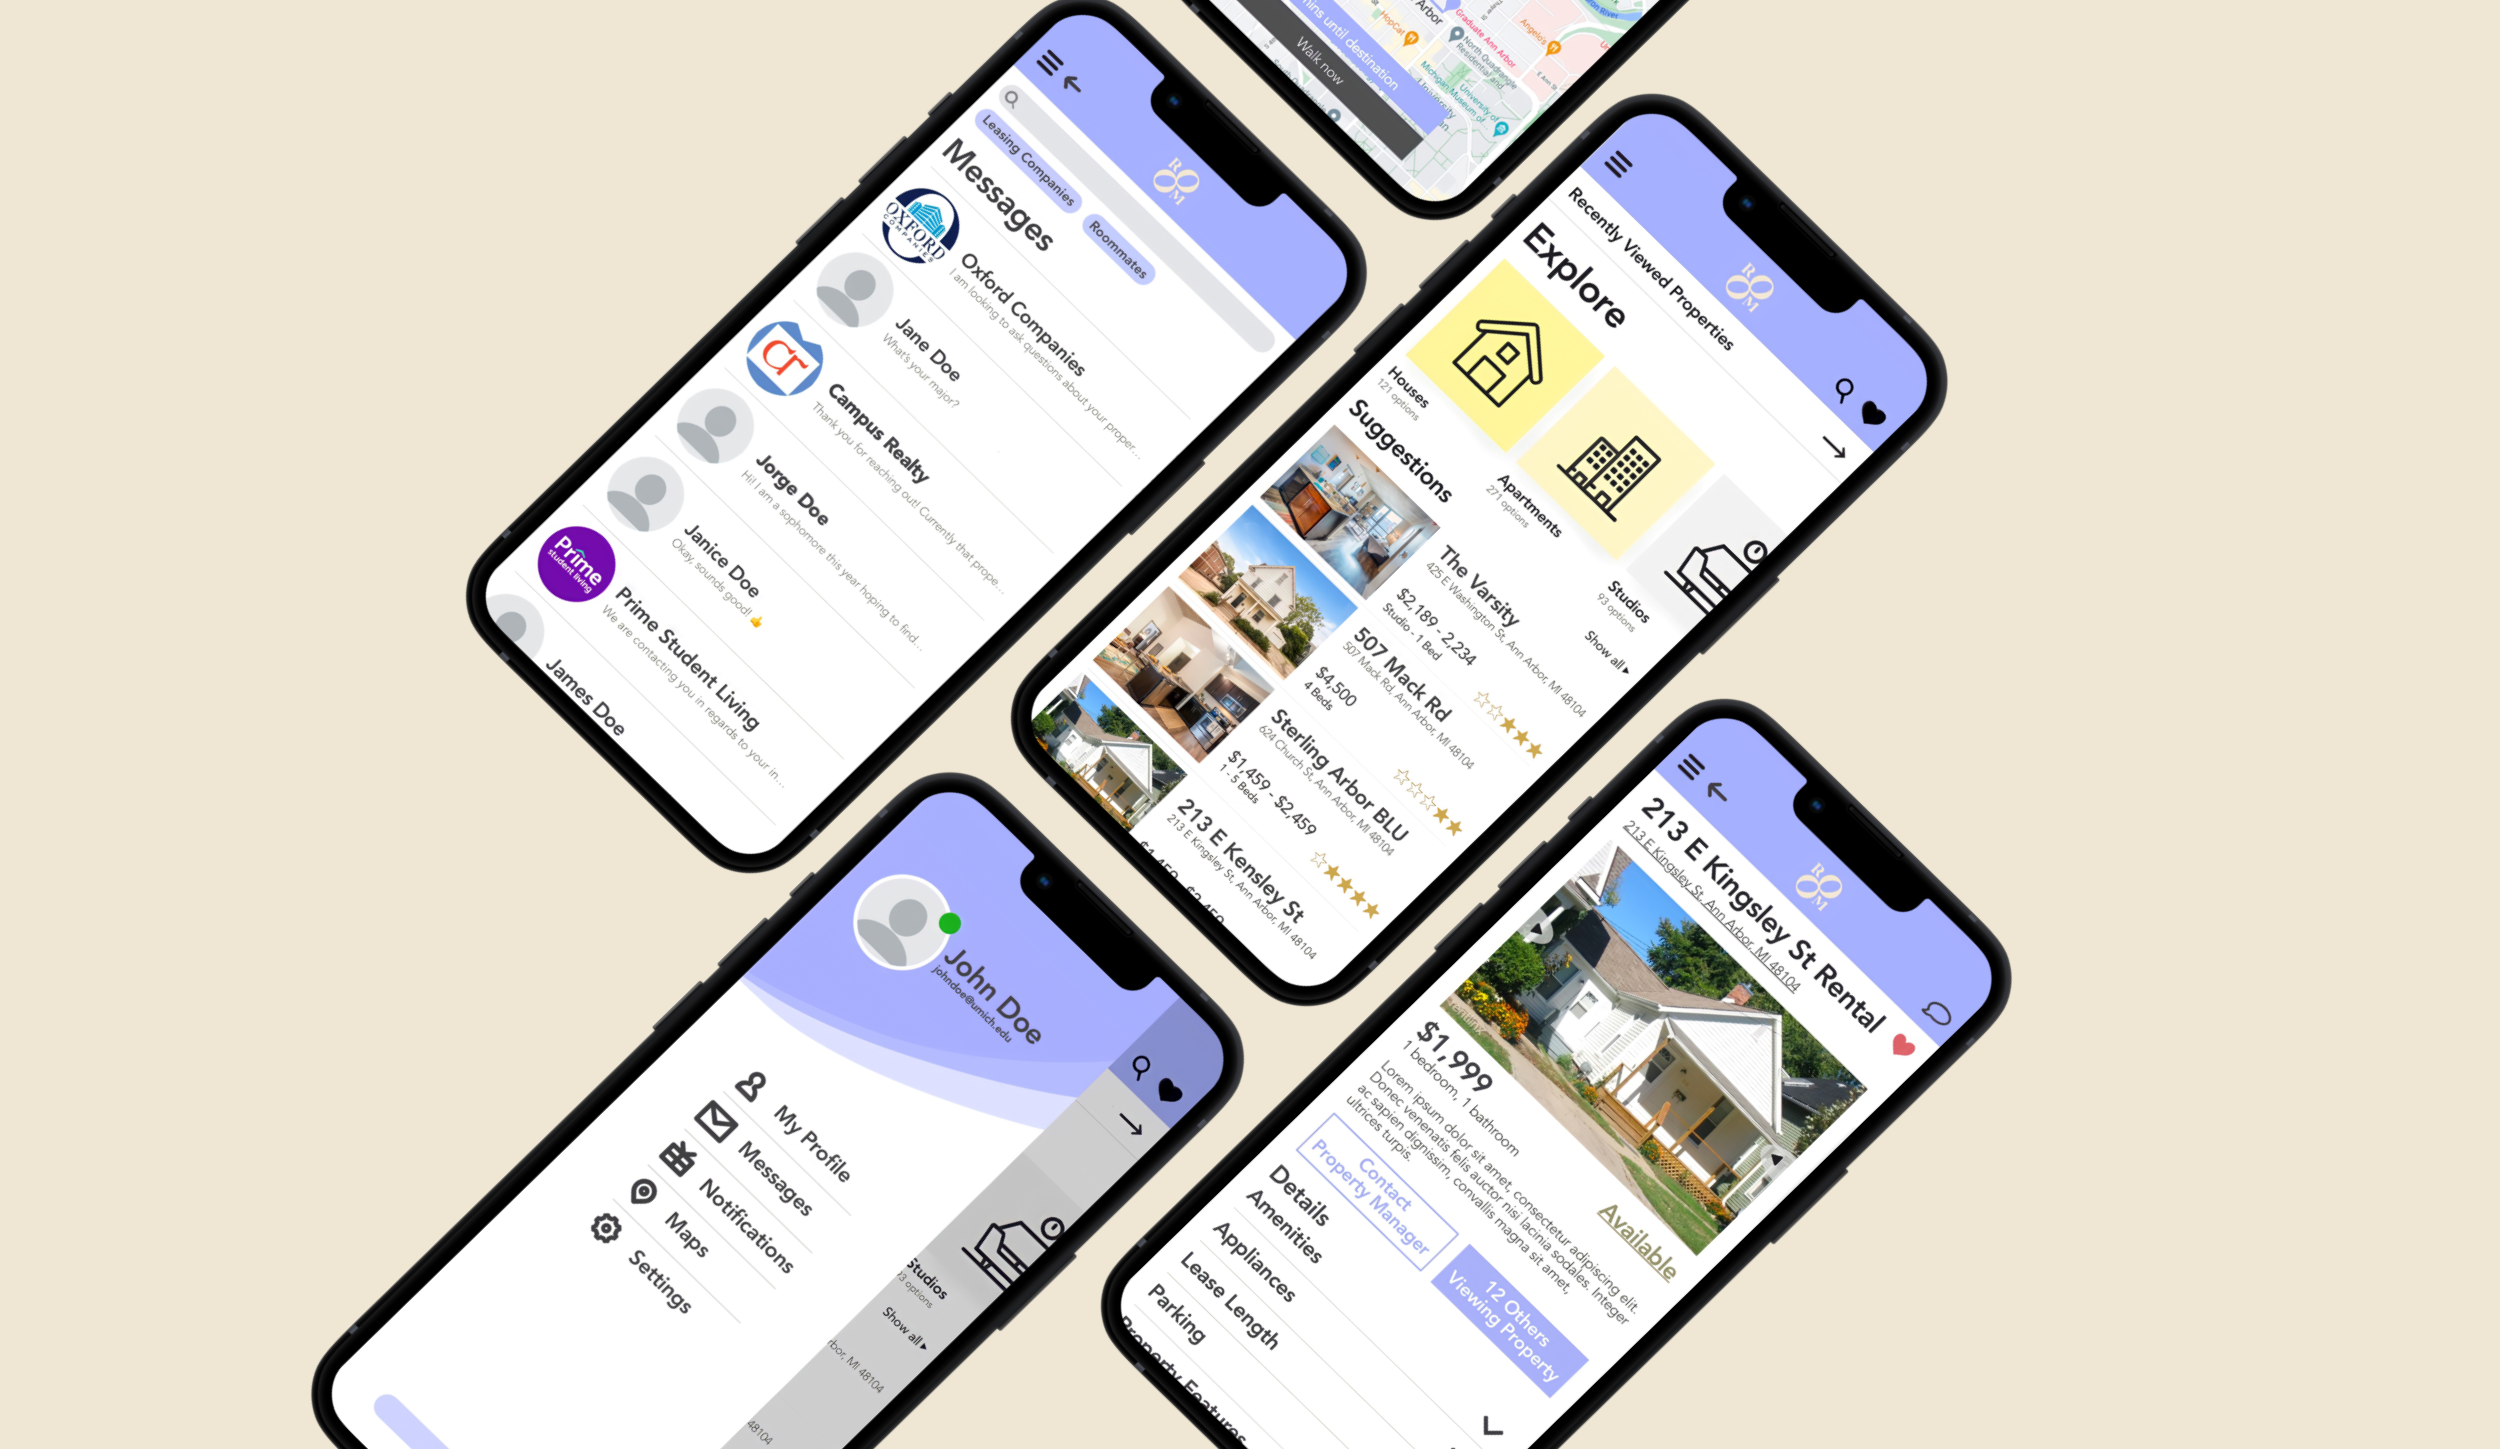 mins until destination
Walk now
Arbor
HopCat
Graduate Ann Arbor
North Quadrangle
Residential and
Angelo's
University of
Michigan Museum of...
E Ann St
Leasing Companies
Roommates
Messages
R
M
OXFORD
COMPANIES
Oxford Companies
I am looking to ask questions about your proper...
Jane Doe
What's your major?
Cr
Campus Realty
Thank you for reaching out! Currently that prope...
Jorge Doe
Hi! I am a sophomore this year hoping to find...
Janice Doe
Okay, sounds good! 👍
Prime
student living
Prime Student Living
We are contacting you in regards to your in...
James Doe
R
M
Recently Viewed Properties
Explore
Houses
121 options
Apartments
271 options
Studios
93 options
Show all ▸
Suggestions
The Varsity
425 E Washington St, Ann Arbor, MI 48104
$2,189 - 2,234
Studio - 1 Bed
507 Mack Rd
507 Mack Rd, Ann Arbor, MI 48104
$4,500
4 Beds
Sterling Arbor BLU
624 Church St, Ann Arbor, MI 48104
$1,459 - $2,459
1 - 5 Beds
213 E Kensley St
213 E Kingsley St, Ann Arbor, MI 48104
$1,459 - $2,459
John Doe
johndoe@umich.edu
My Profile
Messages
Notifications
Maps
Settings
Studios
93 options
Show all ▸
rbor, MI 48104
48104
R
M
213 E Kingsley St Rental
213 E Kingsley St, Ann Arbor, MI 48104
$1,999
1 bedroom, 1 bathroom
Available
Lorem ipsum dolor sit amet, consectetur adipiscing elit.
Donec venenatis felis auctor nisi lacinia sodales. Integer
ac sapien dignissim, convallis magna sit amet,
ultrices turpis.
Contact
Property Manager
12 Others
Viewing Property
Details
Amenities
Appliances
Lease Length
Parking
Property Features